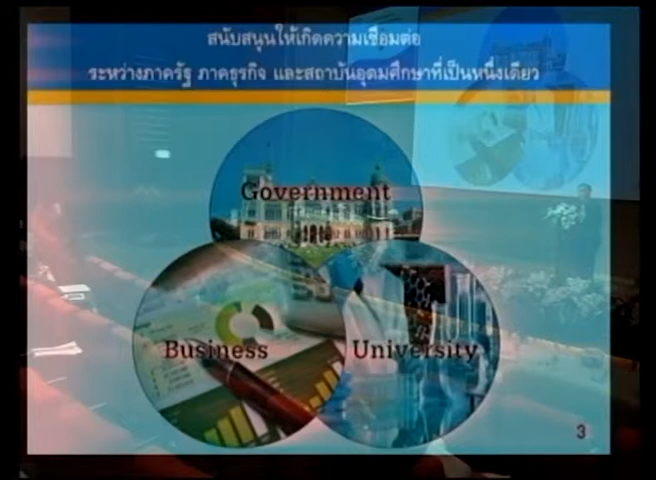 สนับสนุนให้เกิดความเชื่อมต่อ
ระหว่างภาครัฐ ภาคธุรกิจ และสถาบันอุดมศึกษาที่เป็นหนึ่งเดียว
Government
Business
University
3